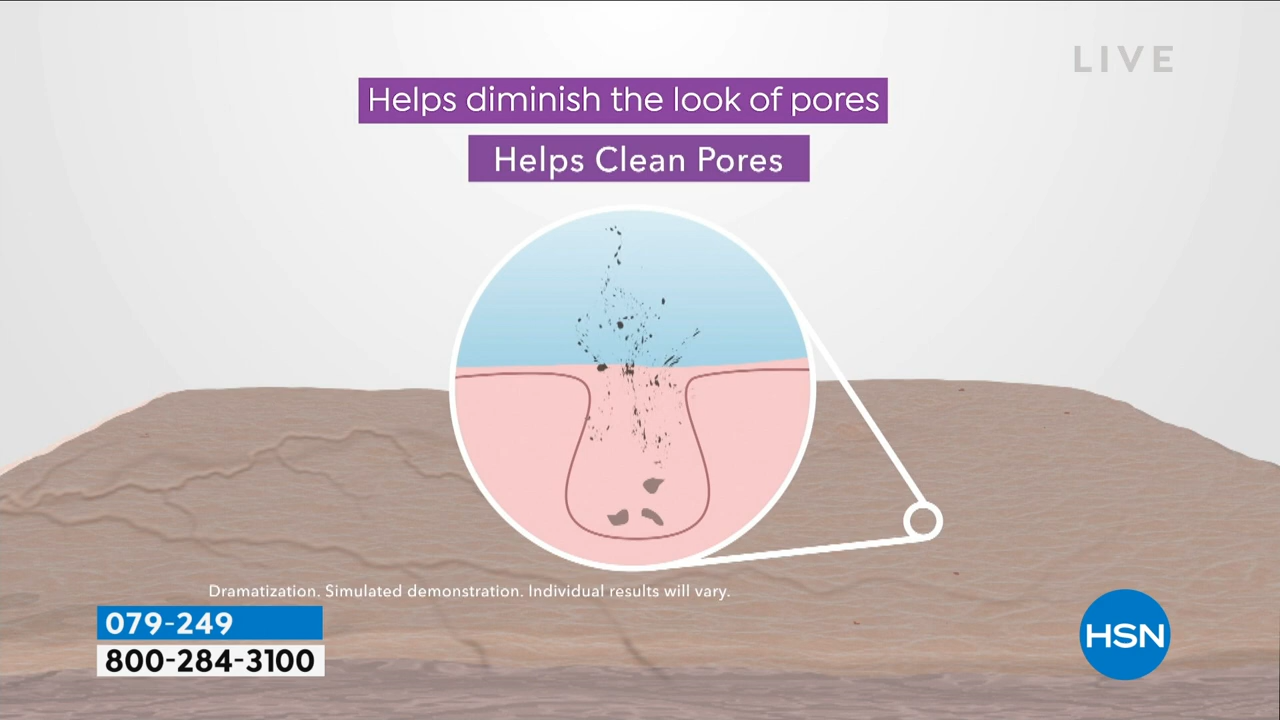 LIVE
Helps diminish the look of pores
Helps Clean Pores
Dramatization. Simulated demonstration. Individual results will vary.
079-249
800-284-3100
HSN